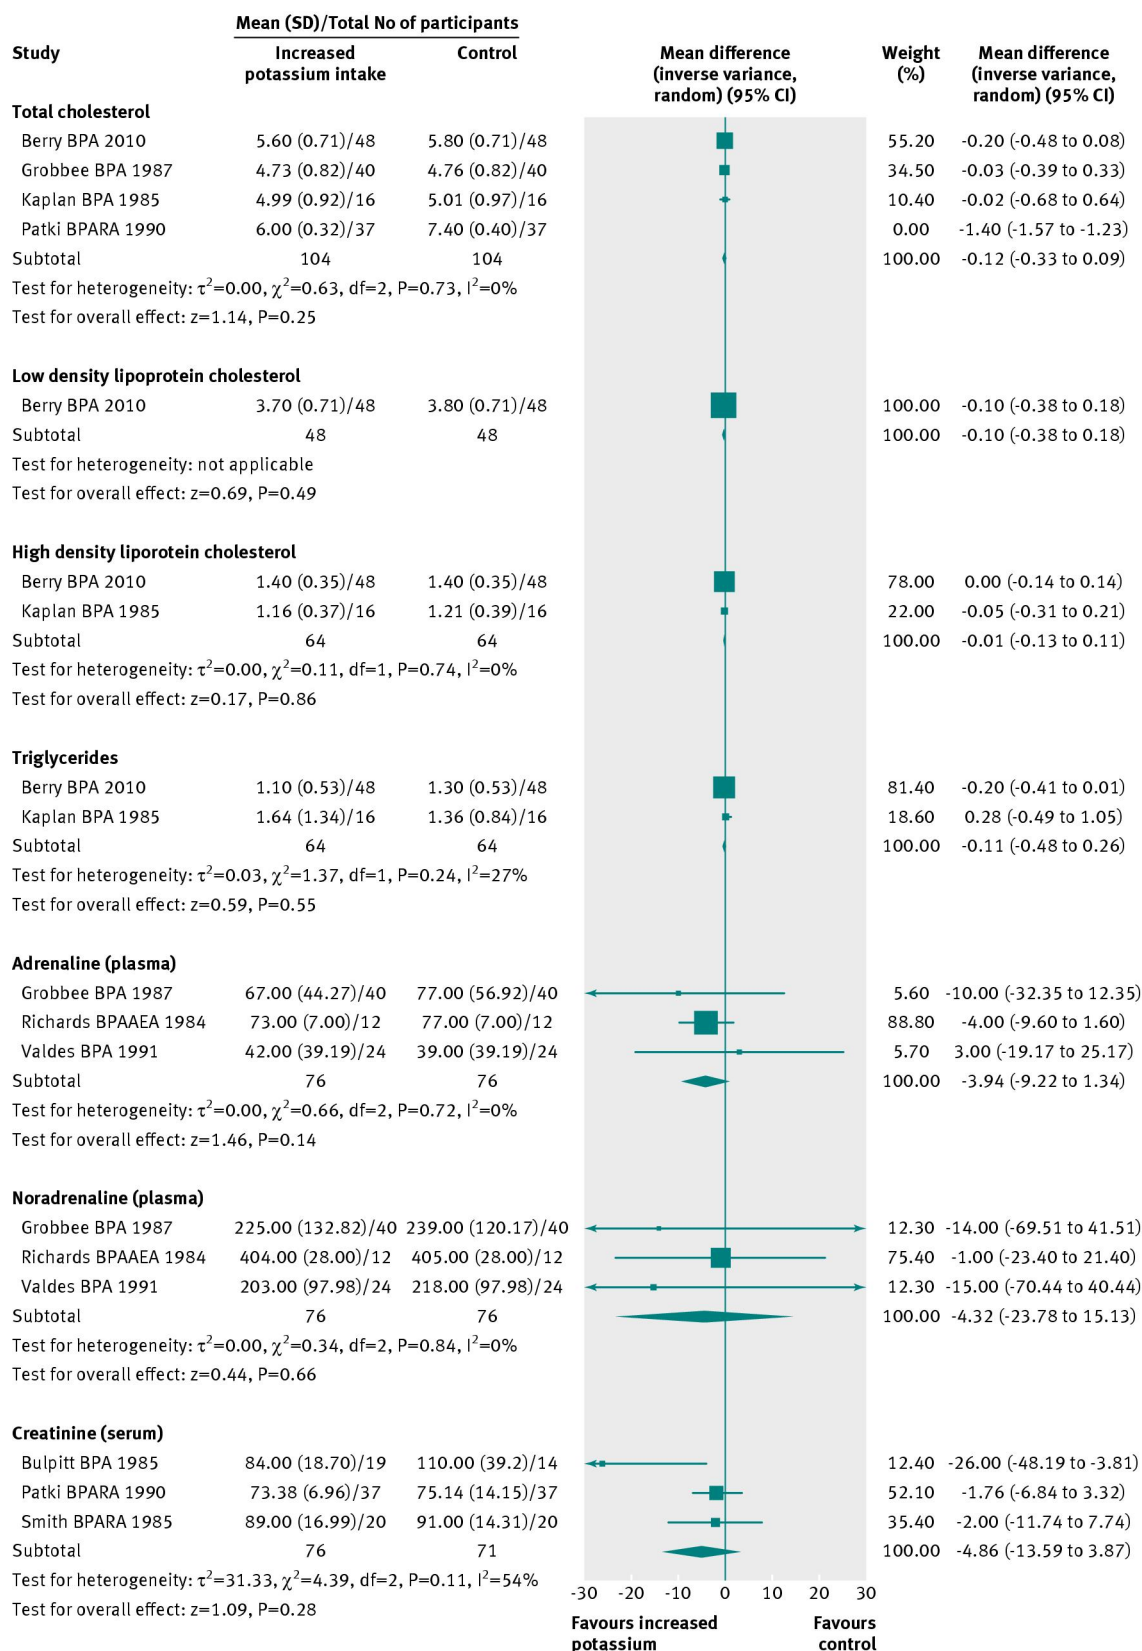 Mean (SD)/Total No of participants
Study Increased potassium intake Control Mean difference (inverse variance, random) (95% CI) Weight (%) Mean difference (inverse variance, random) (95% CI)
Total cholesterol
Berry BPA 2010 5.60 (0.71)/48 5.80 (0.71)/48 55.20 -0.20 (-0.48 to 0.08)
Grobbee BPA 1987 4.73 (0.82)/40 4.76 (0.82)/40 34.50 -0.03 (-0.39 to 0.33)
Kaplan BPA 1985 4.99 (0.92)/16 5.01 (0.97)/16 10.40 -0.02 (-0.68 to 0.64)
Patki BPARA 1990 6.00 (0.32)/37 7.40 (0.40)/37 0.00 -1.40 (-1.57 to -1.23)
Subtotal 104 104 100.00 -0.12 (-0.33 to 0.09)
Test for heterogeneity: τ²=0.00, χ²=0.63, df=2, P=0.73, I²=0%
Test for overall effect: z=1.14, P=0.25
Low density lipoprotein cholesterol
Berry BPA 2010 3.70 (0.71)/48 3.80 (0.71)/48 100.00 -0.10 (-0.38 to 0.18)
Subtotal 48 48 100.00 -0.10 (-0.38 to 0.18)
Test for heterogeneity: not applicable
Test for overall effect: z=0.69, P=0.49
High density liporotein cholesterol
Berry BPA 2010 1.40 (0.35)/48 1.40 (0.35)/48 78.00 0.00 (-0.14 to 0.14)
Kaplan BPA 1985 1.16 (0.37)/16 1.21 (0.39)/16 22.00 -0.05 (-0.31 to 0.21)
Subtotal 64 64 100.00 -0.01 (-0.13 to 0.11)
Test for heterogeneity: τ²=0.00, χ²=0.11, df=1, P=0.74, I²=0%
Test for overall effect: z=0.17, P=0.86
Triglycerides
Berry BPA 2010 1.10 (0.53)/48 1.30 (0.53)/48 81.40 -0.20 (-0.41 to 0.01)
Kaplan BPA 1985 1.64 (1.34)/16 1.36 (0.84)/16 18.60 0.28 (-0.49 to 1.05)
Subtotal 64 64 100.00 -0.11 (-0.48 to 0.26)
Test for heterogeneity: τ²=0.03, χ²=1.37, df=1, P=0.24, I²=27%
Test for overall effect: z=0.59, P=0.55
Adrenaline (plasma)
Grobbee BPA 1987 67.00 (44.27)/40 77.00 (56.92)/40 5.60 -10.00 (-32.35 to 12.35)
Richards BPAAEA 1984 73.00 (7.00)/12 77.00 (7.00)/12 88.80 -4.00 (-9.60 to 1.60)
Valdes BPA 1991 42.00 (39.19)/24 39.00 (39.19)/24 5.70 3.00 (-19.17 to 25.17)
Subtotal 76 76 100.00 -3.94 (-9.22 to 1.34)
Test for heterogeneity: τ²=0.00, χ²=0.66, df=2, P=0.72, I²=0%
Test for overall effect: z=1.46, P=0.14
Noradrenaline (plasma)
Grobbee BPA 1987 225.00 (132.82)/40 239.00 (120.17)/40 12.30 -14.00 (-69.51 to 41.51)
Richards BPAAEA 1984 404.00 (28.00)/12 405.00 (28.00)/12 75.40 -1.00 (-23.40 to 21.40)
Valdes BPA 1991 203.00 (97.98)/24 218.00 (97.98)/24 12.30 -15.00 (-70.44 to 40.44)
Subtotal 76 76 100.00 -4.32 (-23.78 to 15.13)
Test for heterogeneity: τ²=0.00, χ²=0.34, df=2, P=0.84, I²=0%
Test for overall effect: z=0.44, P=0.66
Creatinine (serum)
Bulpitt BPA 1985 84.00 (18.70)/19 110.00 (39.2)/14 12.40 -26.00 (-48.19 to -3.81)
Patki BPARA 1990 73.38 (6.96)/37 75.14 (14.15)/37 52.10 -1.76 (-6.84 to 3.32)
Smith BPARA 1985 89.00 (16.99)/20 91.00 (14.31)/20 35.40 -2.00 (-11.74 to 7.74)
Subtotal 76 71 100.00 -4.86 (-13.59 to 3.87)
Test for heterogeneity: τ²=31.33, χ²=4.39, df=2, P=0.11, I²=54%
Test for overall effect: z=1.09, P=0.28
-30 -20 -10 0 10 20 30
Favours increased potassium Favours control